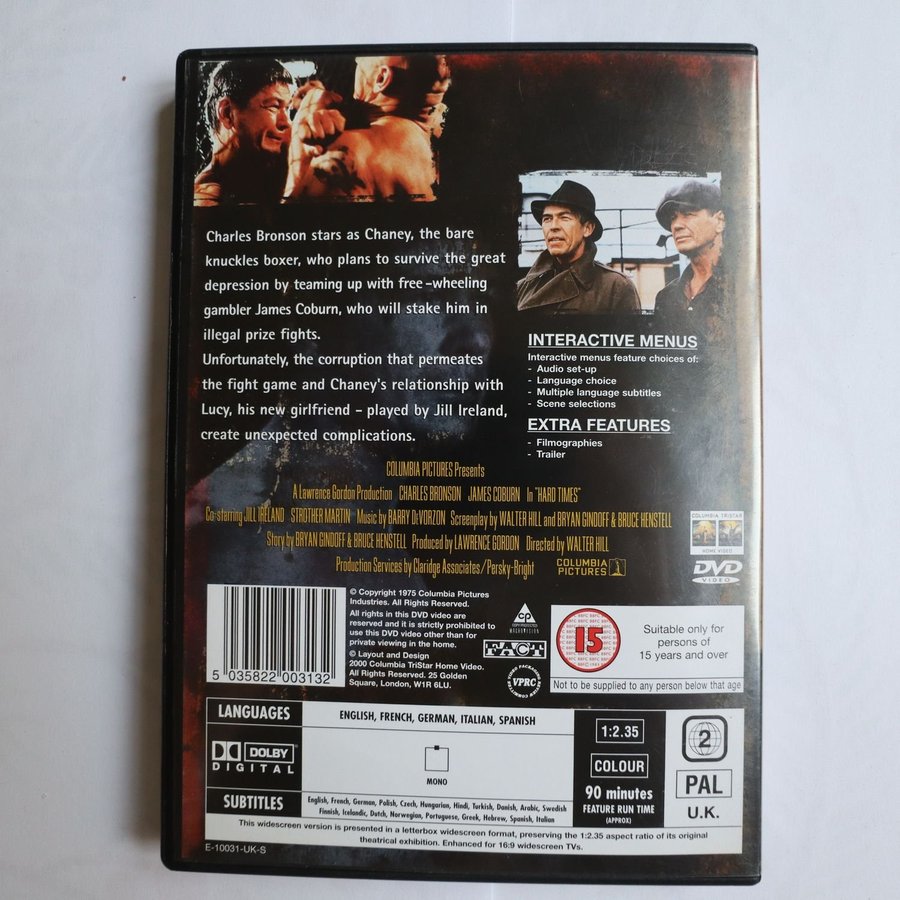 Charles Bronson stars as Chaney, the bare
knuckles boxer, who plans to survive the great
depression by teaming up with free-wheeling
gambler James Coburn, who will stake him in
illegal prize fights.
Unfortunately, the corruption that permeates
the fight game and Chaney's relationship with
Lucy, his new girlfriend - played by Jill Ireland,
create unexpected complications.
INTERACTIVE MENUS
Interactive menus feature choices of:
- Audio set-up
- Language choice
- Multiple language subtitles
- Scene selections
EXTRA FEATURES
- Filmographies
- Trailer
COLUMBIA PICTURES Presents
A Lawrence Gordon Production CHARLES BRONSON JAMES COBURN In "HARD TIMES"
Co-starring JILL IRELAND STROTHER MARTIN Music by BARRY DeVORZON Screenplay by WALTER HILL and BRYAN GINDOFF & BRUCE HENSTELL
Story by BRYAN GINDOFF & BRUCE HENSTELL Produced by LAWRENCE GORDON Directed by WALTER HILL
Production Services by Claridge Associates/Persky-Bright
COLUMBIA
PICTURES
COLUMBIA TRISTAR
HOME VIDEO
DVD
VIDEO
5 035822 003132
© Copyright 1975 Columbia Pictures
Industries. All Rights Reserved.
All rights in this DVD video are
reserved and it is strictly prohibited to
use this DVD video other than for
private viewing in the home.
© Layout and Design
2000 Columbia TriStar Home Video.
All Rights Reserved. 25 Golden
Square, London, W1R 6LU.
CP
COPY PROTECTED
MACROVISION
FACT
VPRC
15
Suitable only for
persons of
15 years and over
Not to be supplied to any person below that age
LANGUAGES
ENGLISH, FRENCH, GERMAN, ITALIAN, SPANISH
DOLBY
DIGITAL
MONO
SUBTITLES
English, French, German, Polish, Czech, Hungarian, Hindi, Turkish, Danish, Arabic, Swedish
Finnish, Icelandic, Dutch, Norwegian, Portuguese, Greek, Hebrew, Spanish, Italian
1:2.35
COLOUR
90 minutes
FEATURE RUN TIME
(APPROX)
2
PAL
U.K.
This widescreen version is presented in a letterbox widescreen format, preserving the 1:2.35 aspect ratio of its original
theatrical exhibition. Enhanced for 16:9 widescreen TVs.
E-10031-UK-S